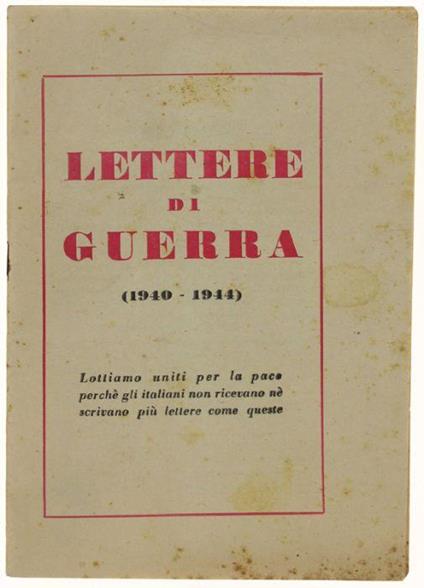 LETTERE
DI
GUERRA
(1940 - 1944)
Lottiamo uniti per la pace
perchè gli italiani non ricevano nè
scrivano più lettere come queste